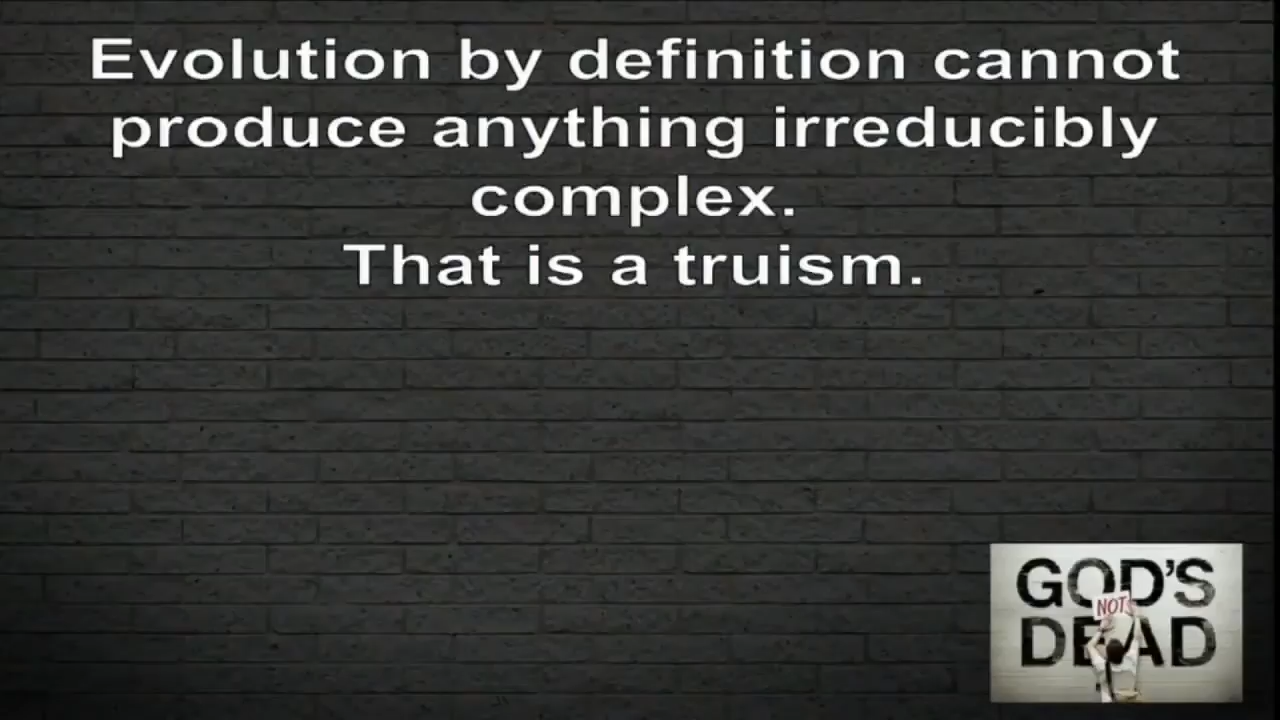 Evolution by definition cannot
produce anything irreducibly
complex.
That is a truism.
GOD'S
NOT
DEAD